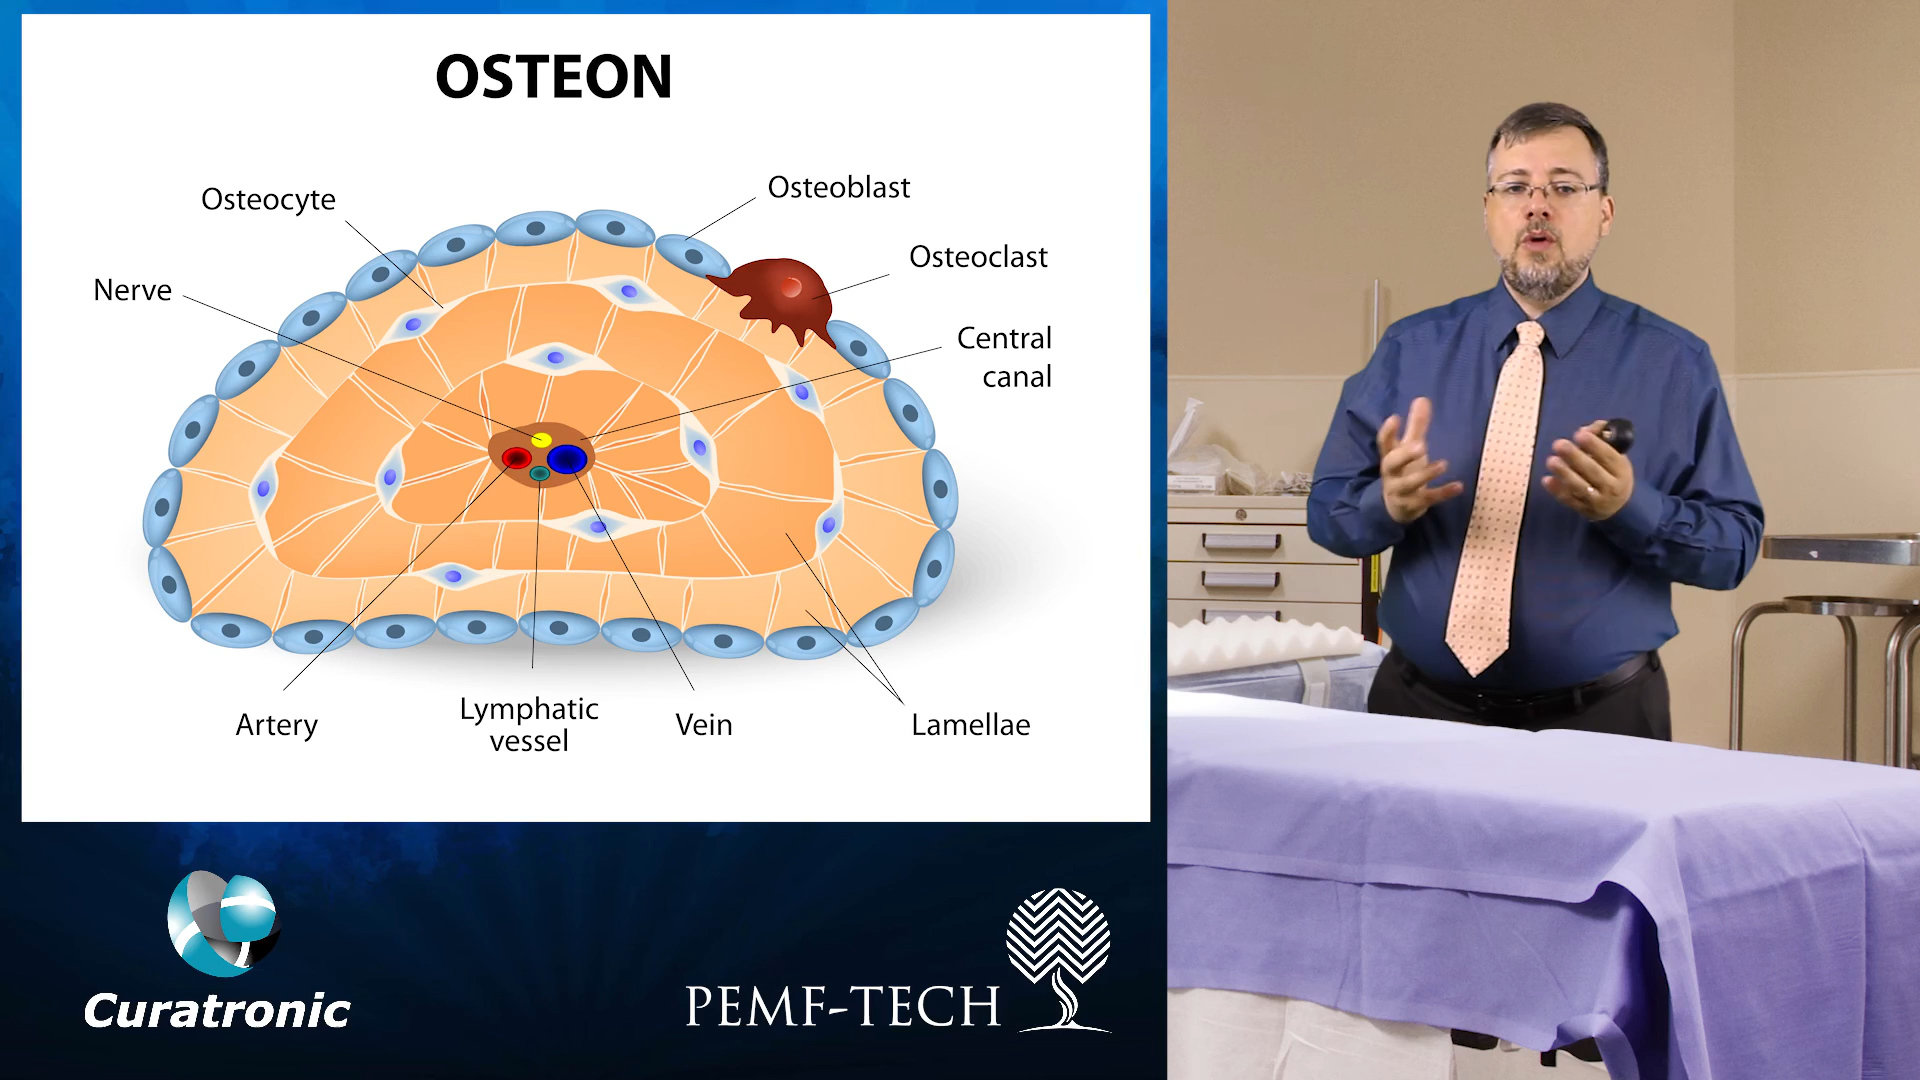 OSTEON
Osteocyte
Osteoblast
Nerve
Osteoclast
Central
canal
Artery
Lymphatic
vessel
Vein
Lamellae
Curatronic
PEMF-TECH